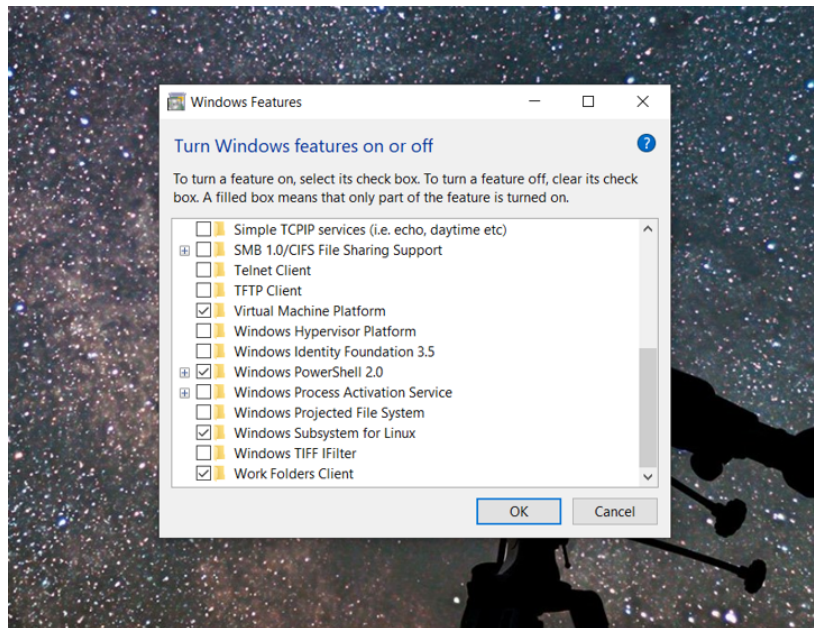 Windows Features
Turn Windows features on or off
To turn a feature on, select its check box. To turn a feature off, clear its check
box. A filled box means that only part of the feature is turned on.
Simple TCPIP services (i.e. echo, daytime etc)
SMB 1.0/CIFS File Sharing Support
Telnet Client
TFTP Client
Virtual Machine Platform
Windows Hypervisor Platform
Windows Identity Foundation 3.5
Windows PowerShell 2.0
Windows Process Activation Service
Windows Projected File System
Windows Subsystem for Linux
Windows TIFF IFilter
Work Folders Client
OK Cancel